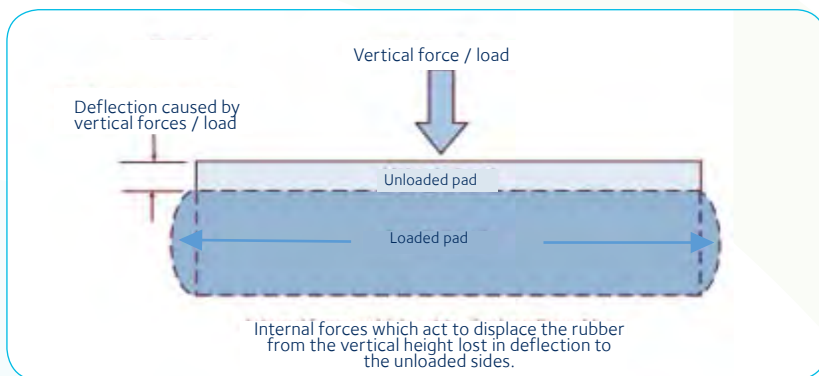 Vertical force / load
Deflection caused by
vertical forces / load
Unloaded pad
Loaded pad
Internal forces which act to displace the rubber
from the vertical height lost in deflection to
the unloaded sides.